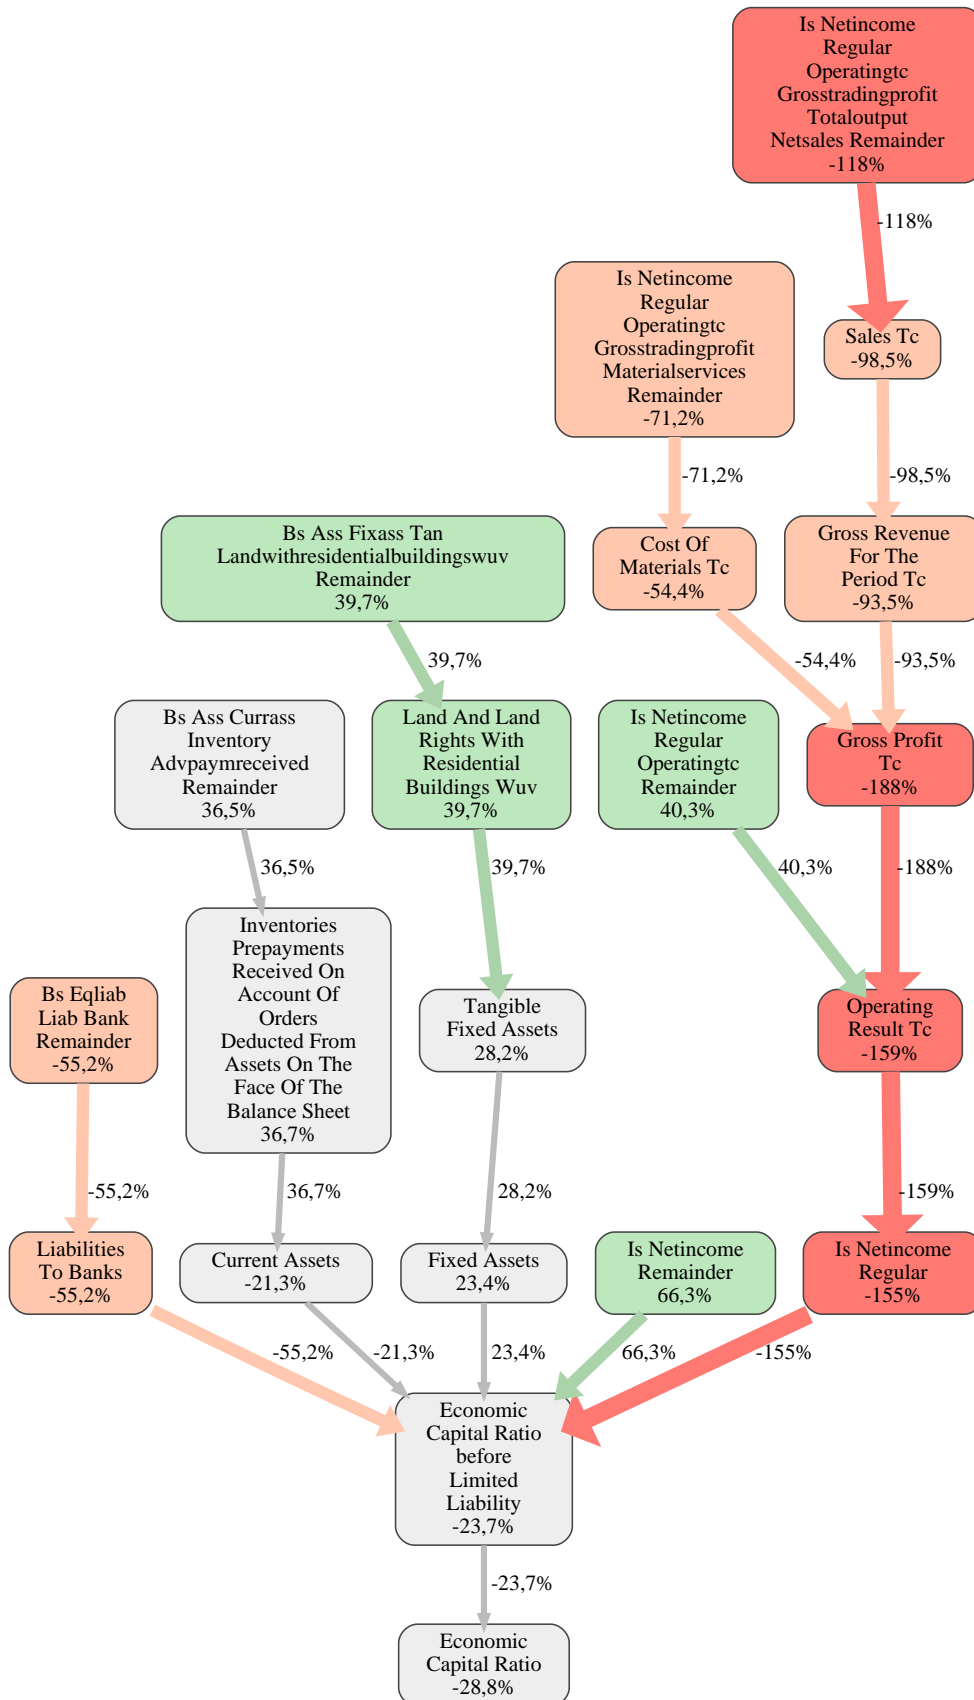 Is Netincome
Regular
Operatingtc
Grosstradingprofit
Totaloutput
Netsales Remainder
-118%
-118%
Is Netincome
Regular
Operatingtc
Grosstradingprofit
Materialservices
Remainder
-71,2%
Sales Tc
-98,5%
-71,2%
-98,5%
Bs Ass Fixass Tan
Landwithresidentialbuildingswuv
Remainder
39,7%
Cost Of
Materials Tc
-54,4%
Gross Revenue
For The
Period Tc
-93,5%
39,7%
-54,4%
-93,5%
Bs Ass Currass
Inventory
Advpaymreceived
Remainder
36,5%
Land And Land
Rights With
Residential
Buildings Wuv
39,7%
Is Netincome
Regular
Operatingtc
Remainder
40,3%
Gross Profit
Tc
-188%
36,5%
39,7%
40,3%
-188%
Bs Eqliab
Liab Bank
Remainder
-55,2%
Inventories
Prepayments
Received On
Account Of
Orders
Deducted From
Assets On The
Face Of The
Balance Sheet
36,7%
Tangible
Fixed Assets
28,2%
Operating
Result Tc
-159%
-55,2%
36,7%
28,2%
-159%
Liabilities
To Banks
-55,2%
Current Assets
-21,3%
Fixed Assets
23,4%
Is Netincome
Remainder
66,3%
Is Netincome
Regular
-155%
-55,2%
-21,3%
23,4%
66,3%
-155%
Economic
Capital Ratio
before
Limited
Liability
-23,7%
-23,7%
Economic
Capital Ratio
-28,8%